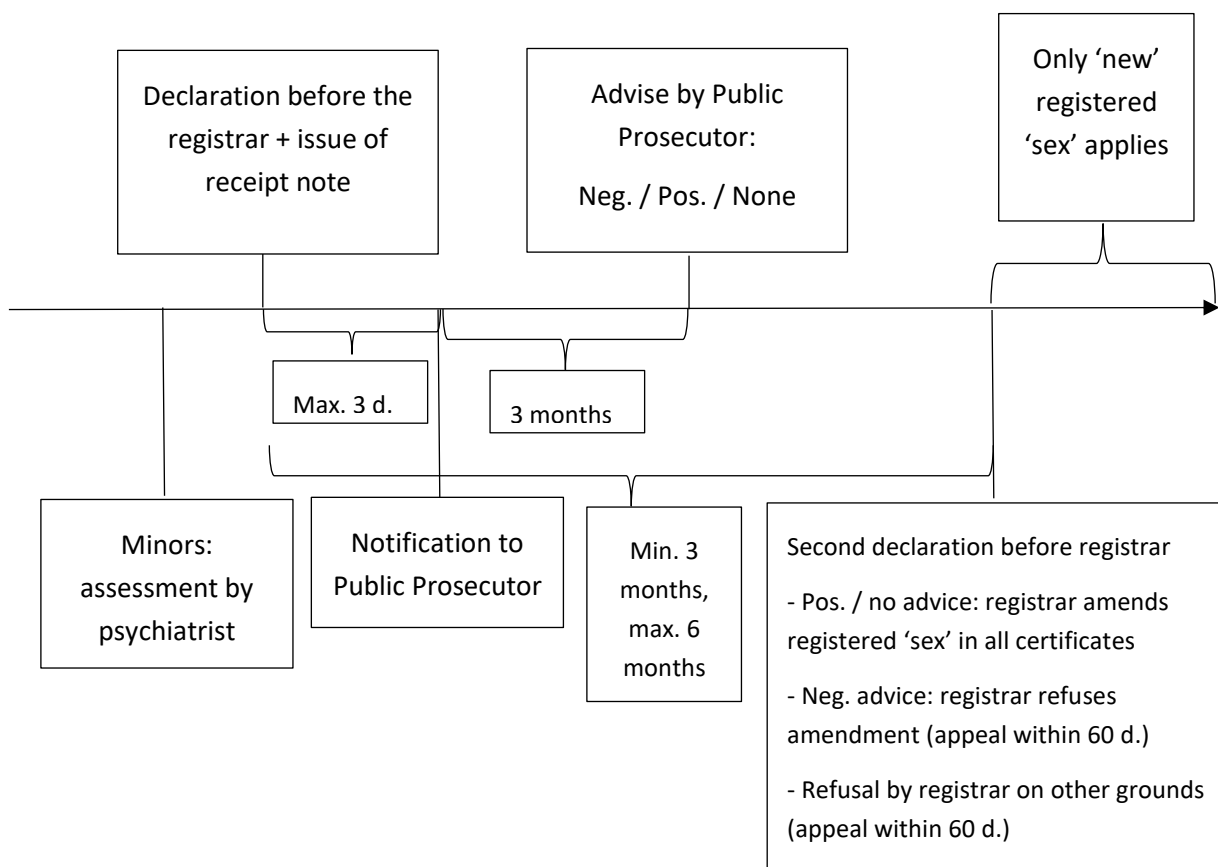 Declaration before the
registrar + issue of
receipt note
Advise by Public
Prosecutor:
Neg. / Pos. / None
Only ‘new’
registered
‘sex’ applies
Max. 3 d.
3 months
Minors:
assessment by
psychiatrist
Notification to
Public Prosecutor
Min. 3
months,
max. 6
months
Second declaration before registrar
- Pos. / no advice: registrar amends
registered ‘sex’ in all certificates
- Neg. advice: registrar refuses
amendment (appeal within 60 d.)
- Refusal by registrar on other grounds
(appeal within 60 d.)